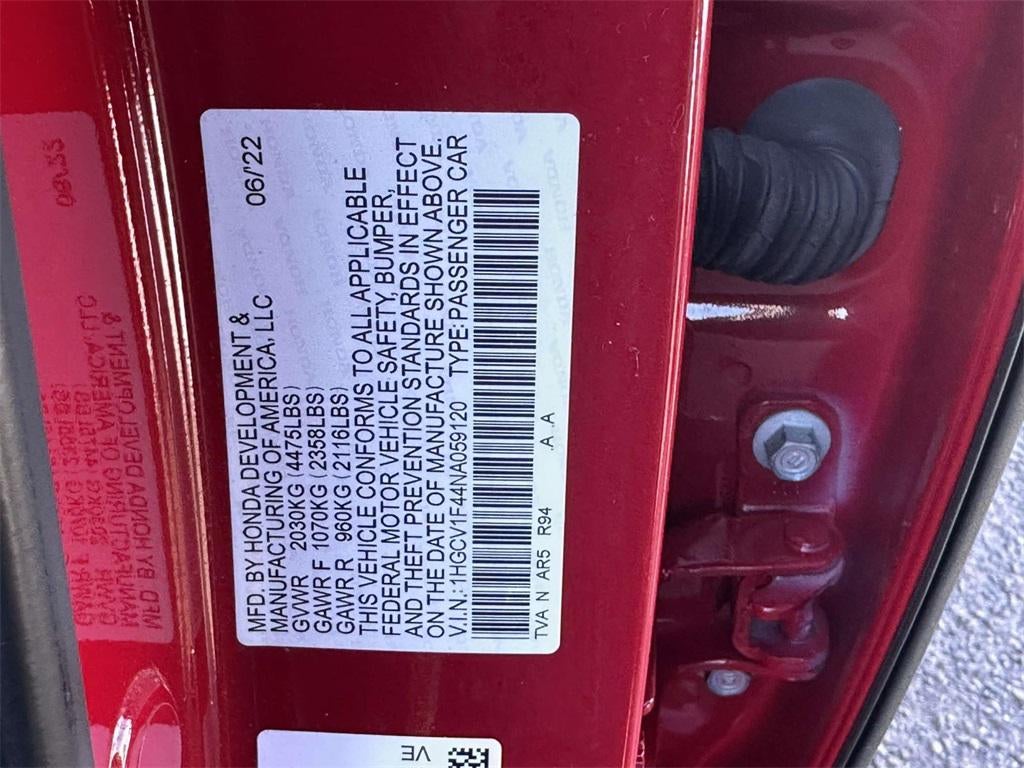 MFD. BY HONDA DEVELOPMENT &
MANUFACTURING OF AMERICA, LLC 06/'22
GVWR 2030KG (4475LBS)
GAWR F 1070KG (2358LBS)
GAWR R 960KG (2116LBS)
THIS VEHICLE CONFORMS TO ALL APPLICABLE
FEDERAL MOTOR VEHICLE SAFETY, BUMPER,
AND THEFT PREVENTION STANDARDS IN EFFECT
ON THE DATE OF MANUFACTURE SHOWN ABOVE.
V.I.N.: 1HGCV1F44NA059120 TYPE: PASSENGER CAR
TVA N AR5 R94 .A .A
VE